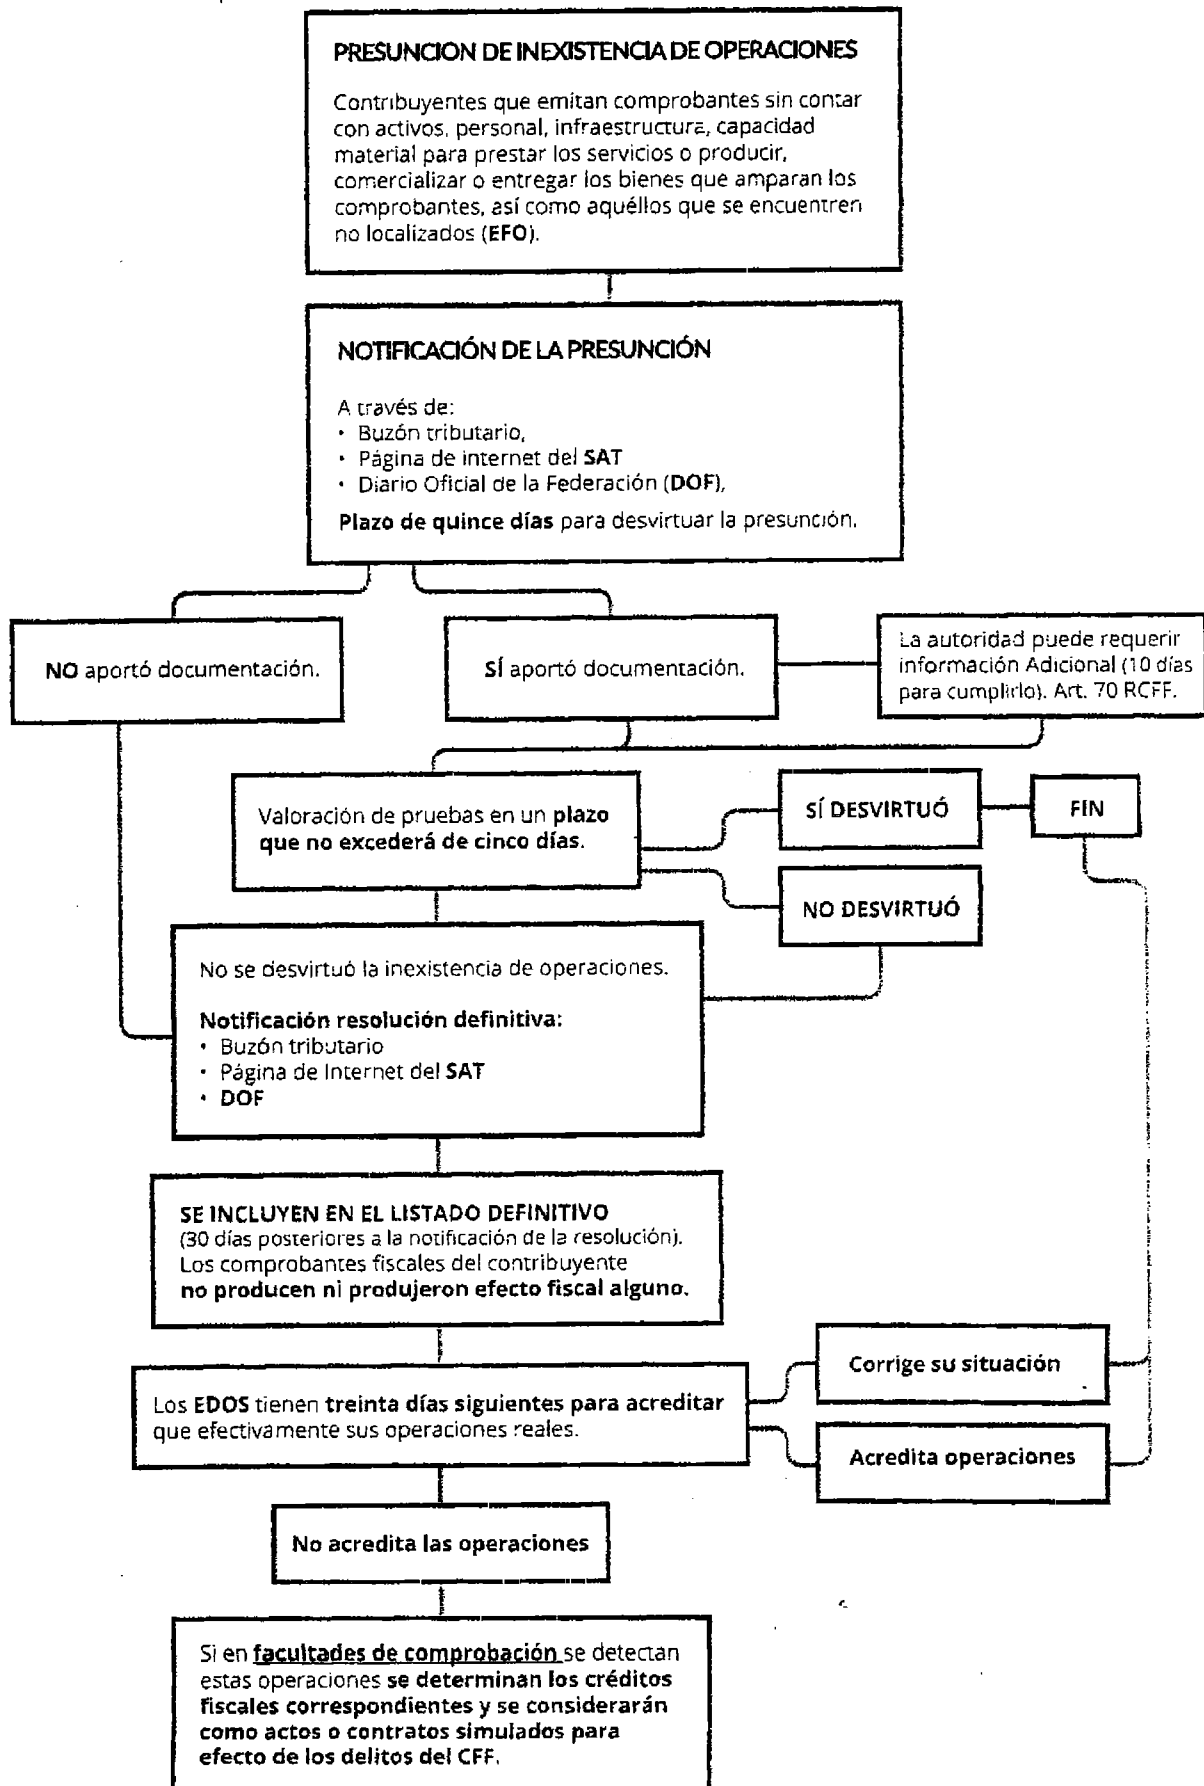 PRESUNCION DE INEXISTENCIA DE OPERACIONES
Contribuyentes que emitan comprobantes sin contar
con activos, personal, infraestructura, capacidad
material para prestar los servicios o producir,
comercializar o entregar los bienes que amparan los
comprobantes, así como aquéllos que se encuentren
no localizados (EFO).
NOTIFICACIÓN DE LA PRESUNCIÓN
A través de:
• Buzón tributario,
• Página de internet del SAT
• Diario Oficial de la Federación (DOF),
Plazo de quince días para desvirtuar la presunción.
NO aportó documentación.
SÍ aportó documentación.
La autoridad puede requerir
información Adicional (10 días
para cumplirlo). Art. 70 RCFF.
Valoración de pruebas en un plazo
que no excederá de cinco días.
SÍ DESVIRTUÓ
FIN
NO DESVIRTUÓ
No se desvirtuó la inexistencia de operaciones.
Notificación resolución definitiva:
• Buzón tributario
• Página de Internet del SAT
• DOF
SE INCLUYEN EN EL LISTADO DEFINITIVO
(30 días posteriores a la notificación de la resolución).
Los comprobantes fiscales del contribuyente
no producen ni produjeron efecto fiscal alguno.
Los EDOS tienen treinta días siguientes para acreditar
que efectivamente sus operaciones reales.
Corrige su situación
Acredita operaciones
No acredita las operaciones
Si en facultades de comprobación se detectan
estas operaciones se determinan los créditos
fiscales correspondientes y se considerarán
como actos o contratos simulados para
efecto de los delitos del CFF.